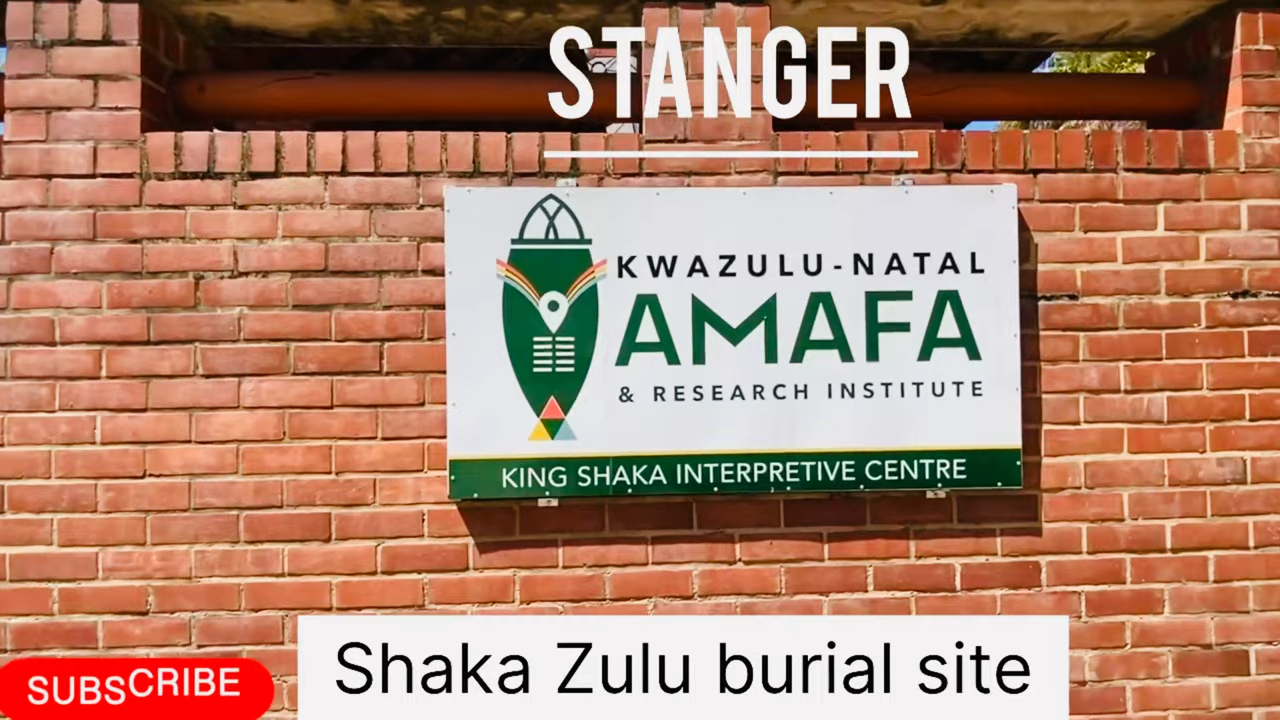 STANGER
KWAZULU-NATAL
AMAFA
& RESEARCH INSTITUTE
KING SHAKA INTERPRETIVE CENTRE
Shaka Zulu burial site
SUBSCRIBE